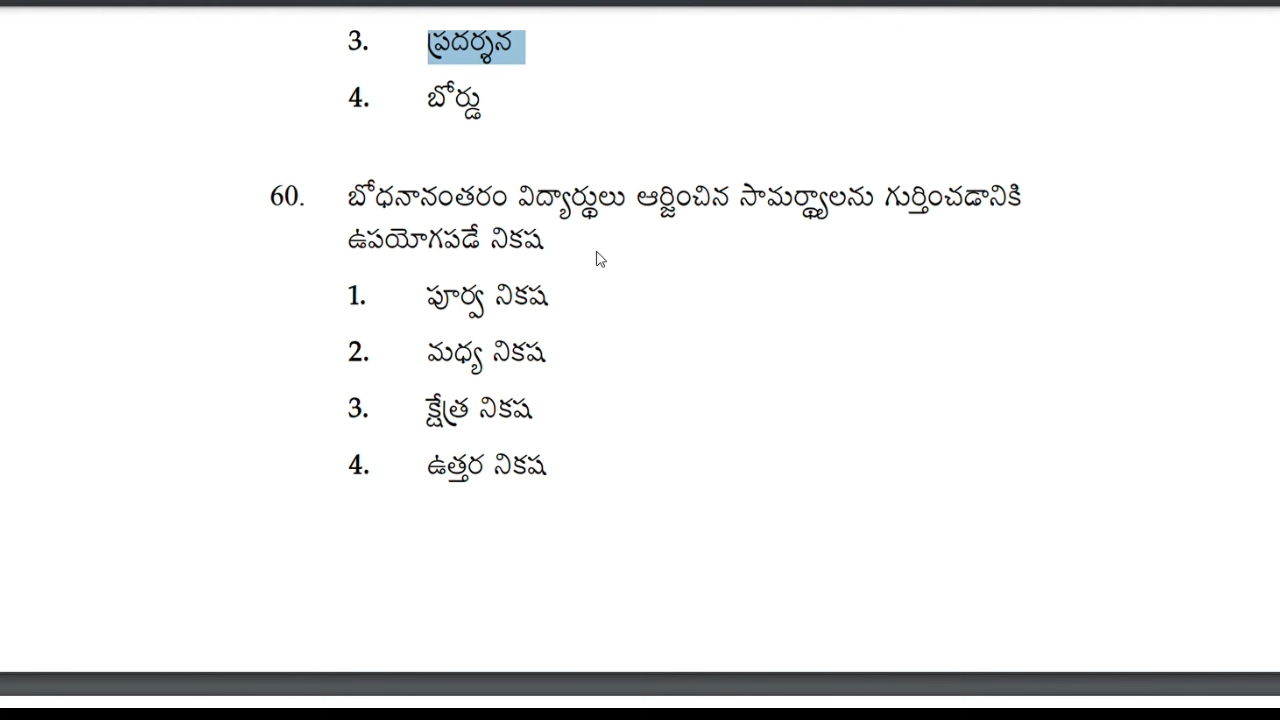 3. ప్రదర్శన
4. బోర్డు
60. బోధనానంతరం విద్యార్థులు ఆర్జించిన సామర్థ్యాలను గుర్తించడానికి
ఉపయోగపడే నికష
1. పూర్వ నికష
2. మధ్య నికష
3. క్షేత్ర నికష
4. ఉత్తర నికష